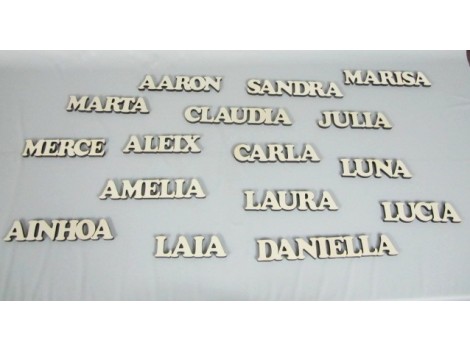 AARON SANDRA MARISA
MARTA CLAUDIA JULIA
MERCE ALEIX CARLA LUNA
AMELIA LAURA LUCIA
AINHOA LAIA DANIELLA